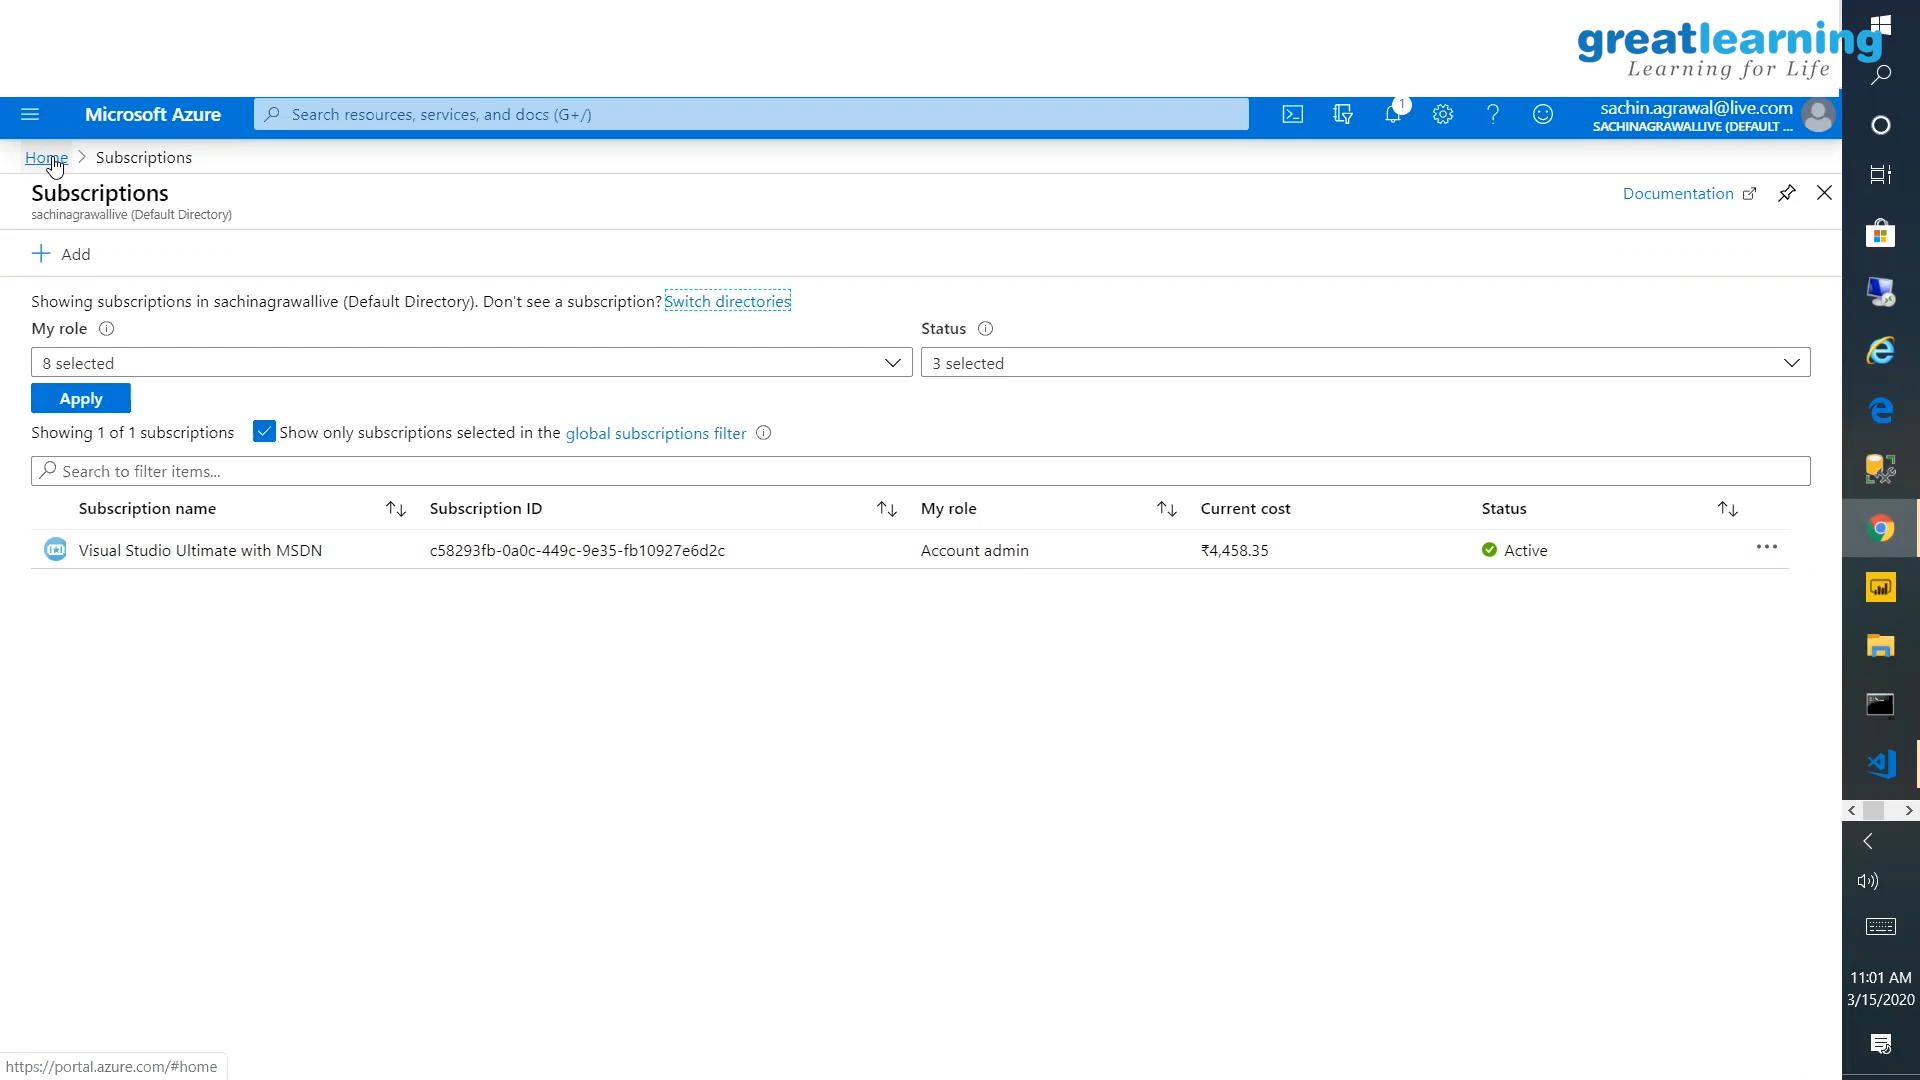 greatlearning
Learning for Life
Microsoft Azure
Search resources, services, and docs (G+/)
1
sachin.agrawal@live.com
SACHINAGRAWALLIVE (DEFAULT ...
Home > Subscriptions
Subscriptions
sachinagrawallive (Default Directory)
Documentation
Add
Showing subscriptions in sachinagrawallive (Default Directory). Don't see a subscription? Switch directories
My role
Status
8 selected
3 selected
Apply
Showing 1 of 1 subscriptions
Show only subscriptions selected in the global subscriptions filter
Search to filter items...
Subscription name
Subscription ID
My role
Current cost
Status
Visual Studio Ultimate with MSDN
c58293fb-0a0c-449c-9e35-fb10927e6d2c
Account admin
₹4,458.35
Active
11:01 AM
3/15/2020
https://portal.azure.com/#home